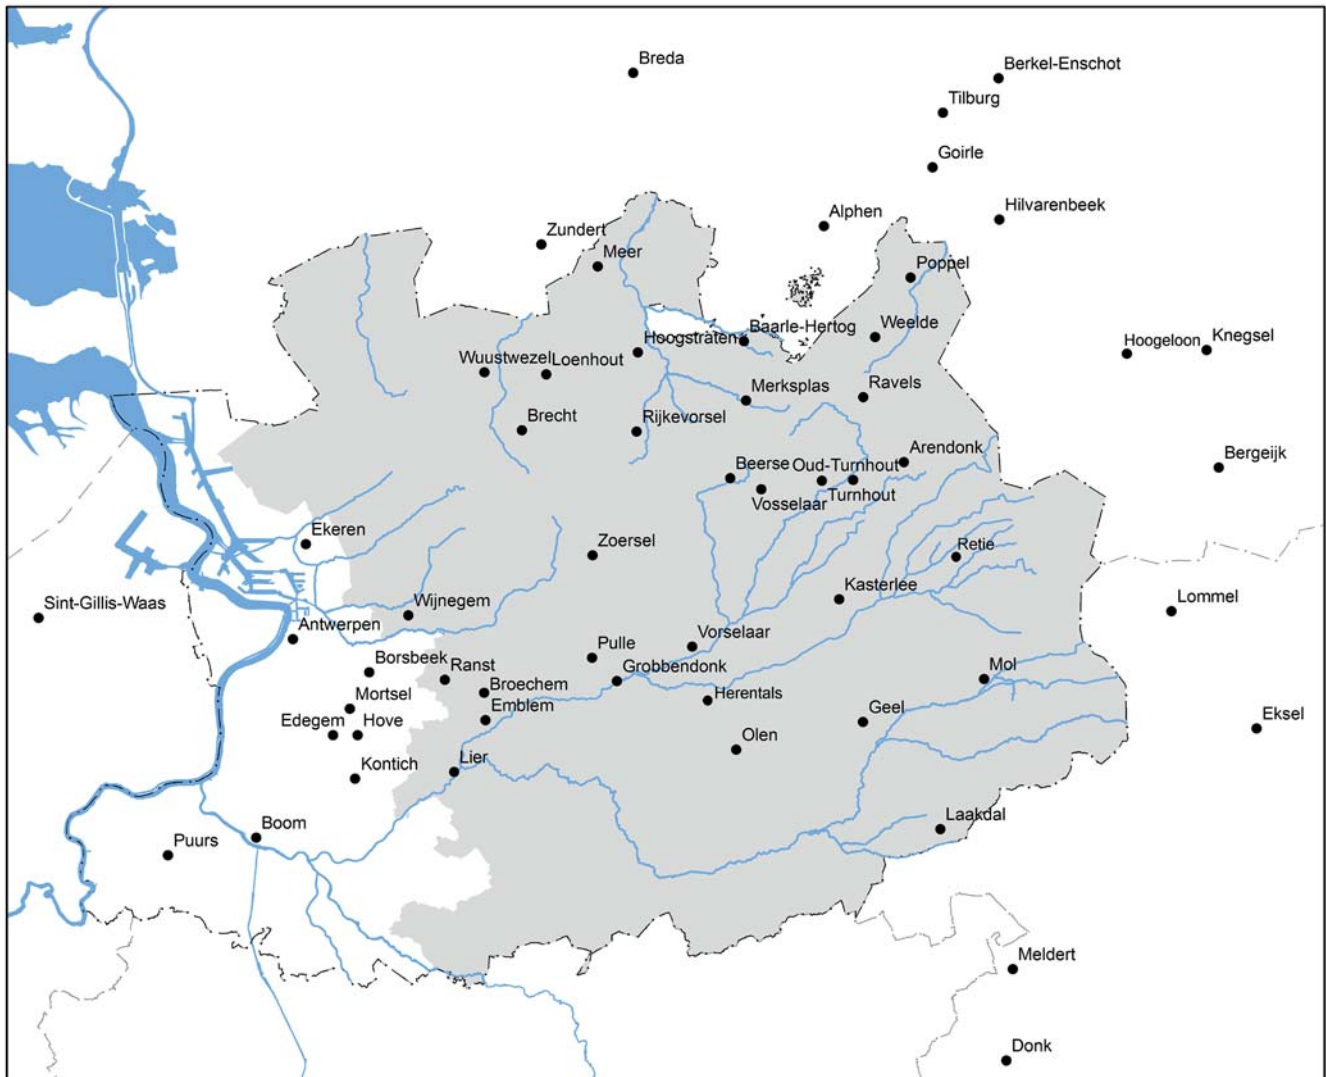 Breda
Berkel-Enschot
Tilburg
Goirle
Hilvarenbeek
Alphen
Zundert
Meer
Poppel
Weelde
Baarle-Hertog
Hoogstraten
Hoogeloon
Knegsel
Wuustwezel
Loenhout
Merksplas
Ravels
Brecht
Rijkevorsel
Arendonk
Bergeijk
Beerse
Oud-Turnhout
Vosselaar
Turnhout
Ekeren
Zoersel
Retie
Kasterlee
Lommel
Sint-Gillis-Waas
Wijnegem
Antwerpen
Vorselaar
Pulle
Borsbeek
Ranst
Grobbendonk
Mol
Broechem
Mortsel
Herentals
Emblem
Edegem
Hove
Geel
Eksel
Olen
Kontich
Lier
Laakdal
Boom
Puurs
Meldert
Donk